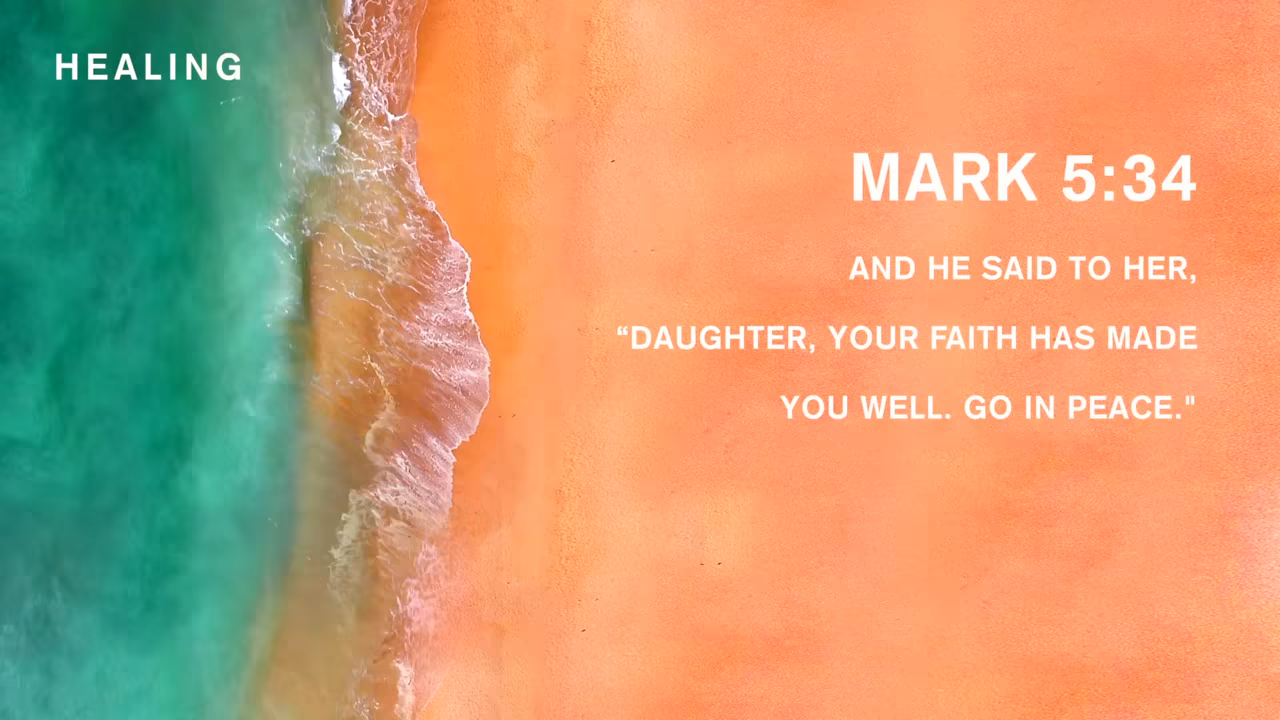 HEALING
MARK 5:34
AND HE SAID TO HER,
“DAUGHTER, YOUR FAITH HAS MADE
YOU WELL. GO IN PEACE."